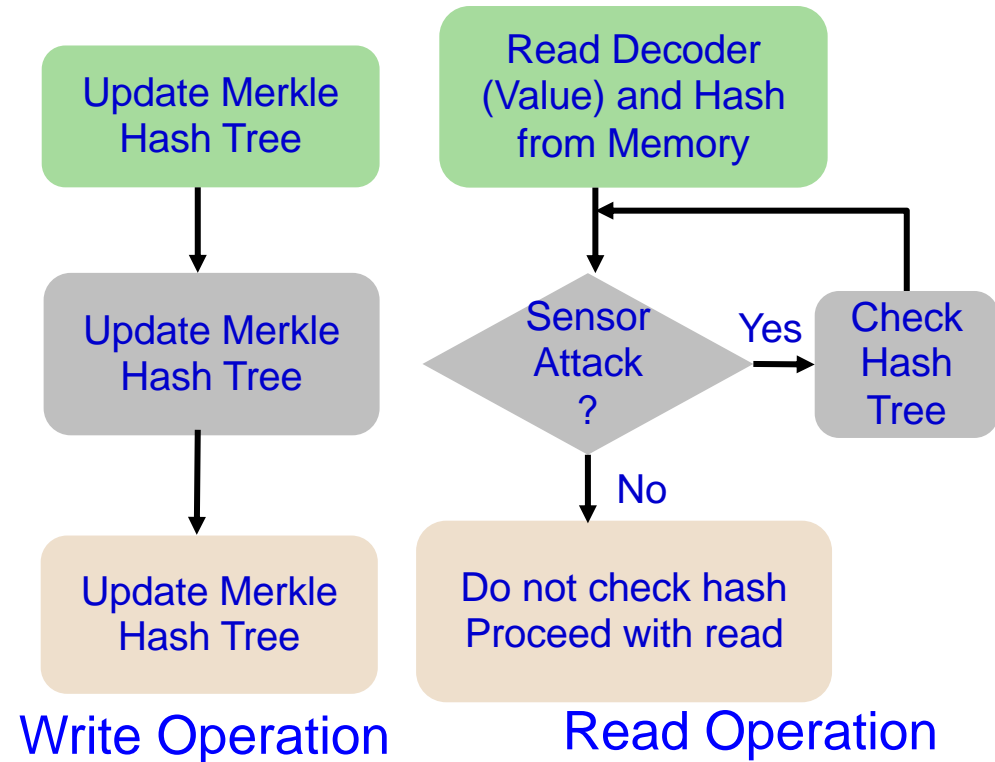 Update Merkle
Hash Tree
Update Merkle
Hash Tree
Update Merkle
Hash Tree
Write Operation
Read Decoder
(Value) and Hash
from Memory
Sensor
Attack
?
Yes
Check
Hash
Tree
No
Do not check hash
Proceed with read
Read Operation